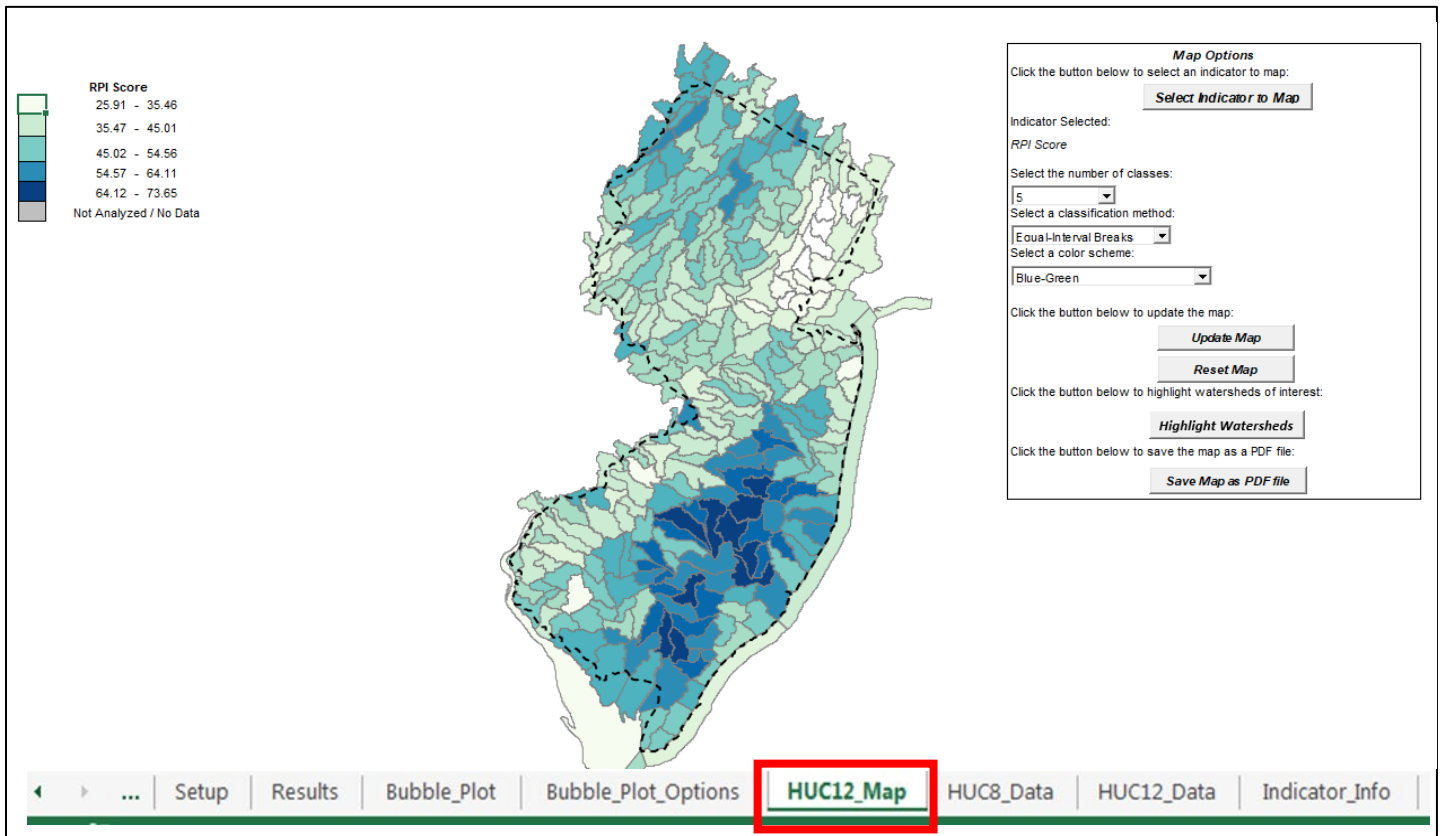 RPI Score
25.91 - 35.46
35.47 - 45.01
45.02 - 54.56
54.57 - 64.11
64.12 - 73.65
Not Analyzed / No Data
Map Options
Click the button below to select an indicator to map:
Select Indicator to Map
Indicator Selected:
RPI Score
Select the number of classes:
5
Select a classification method:
Equal-Interval Breaks
Select a color scheme:
Blue-Green
Click the button below to update the map:
Update Map
Reset Map
Click the button below to highlight watersheds of interest:
Highlight Watersheds
Click the button below to save the map as a PDF file:
Save Map as PDF file
... Setup Results Bubble_Plot Bubble_Plot_Options HUC12_Map HUC8_Data HUC12_Data Indicator_Info